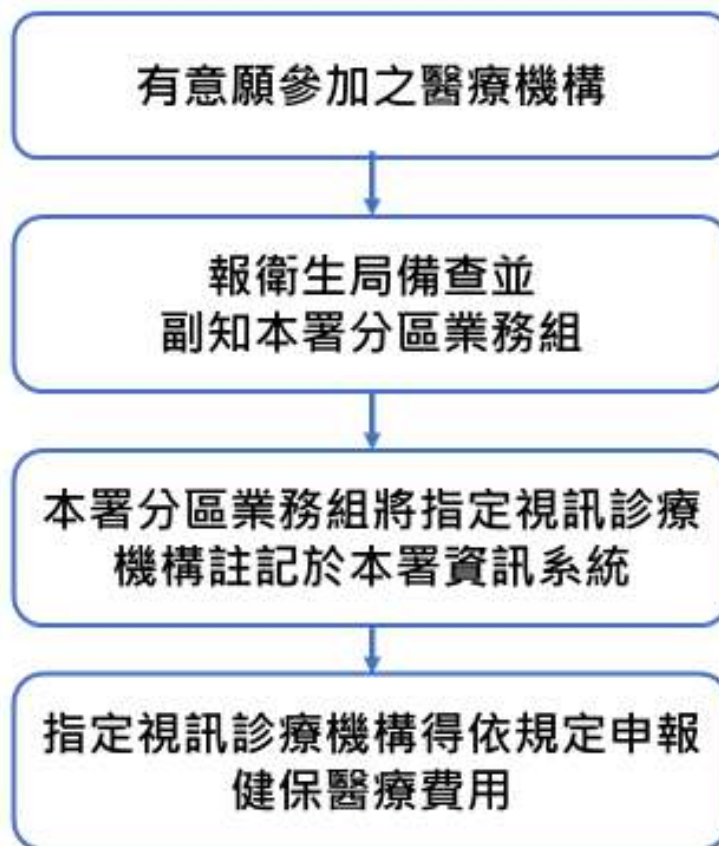 有意願參加之醫療機構
報衛生局備查並
副知本署分區業務組
本署分區業務組將指定視訊診療
機構註記於本署資訊系統
指定視訊診療機構得依規定申報
健保醫療費用